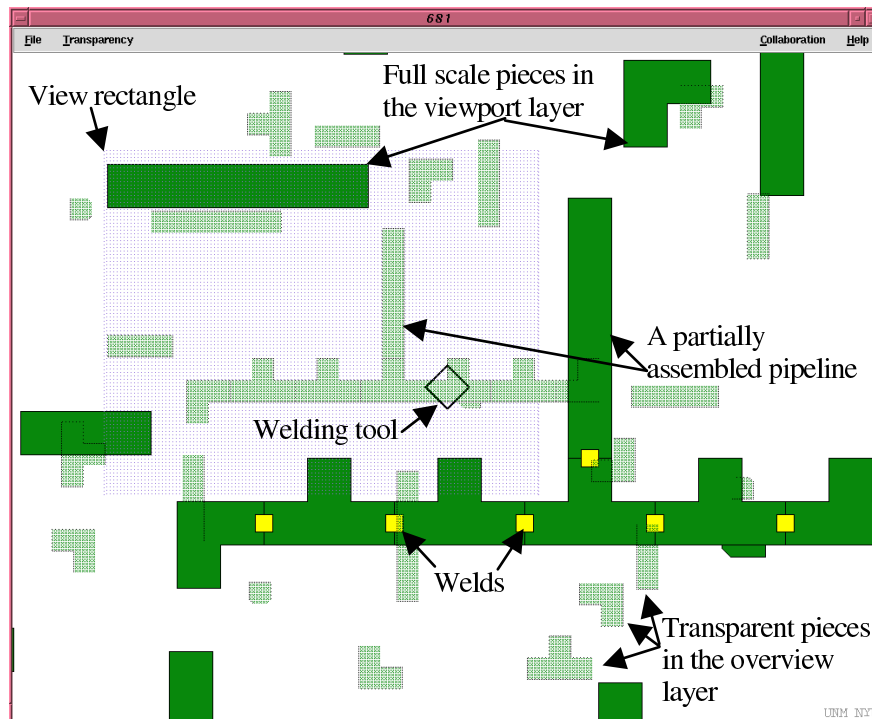 681
File Transparency Collaboration Help
View rectangle
Full scale pieces in
the viewport layer
A partially
assembled pipeline
Welding tool
Welds
Transparent pieces
in the overview
layer
UNM